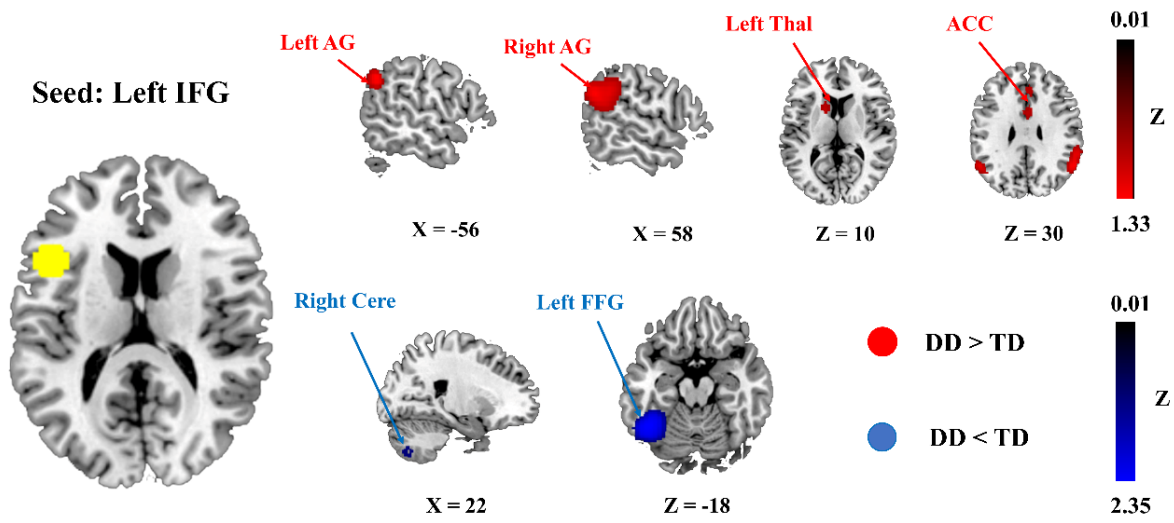 Left AG
Right AG
Left Thal
ACC
0.01
Seed: Left IFG
Z
X = -56
X = 58
Z = 10
Z = 30
1.33
Right Cere
Left FFG
0.01
DD > TD
Z
DD < TD
X = 22
Z = -18
2.35